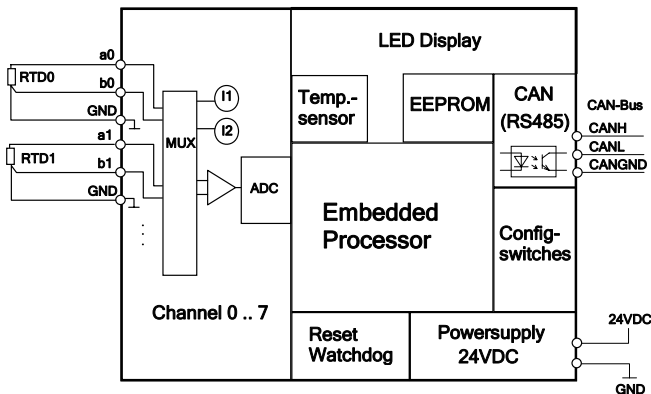 LED Display
a0
RTD0
b0
GND
a1
RTD1
b1
GND
MUX
I1
I2
ADC
Channel 0 .. 7
Temp.-
sensor
EEPROM
CAN
(RS485)
CAN-Bus
CANH
CANL
CANGND
Embedded
Processor
Config-
switches
Reset
Watchdog
Powersupply
24VDC
24VDC
GND